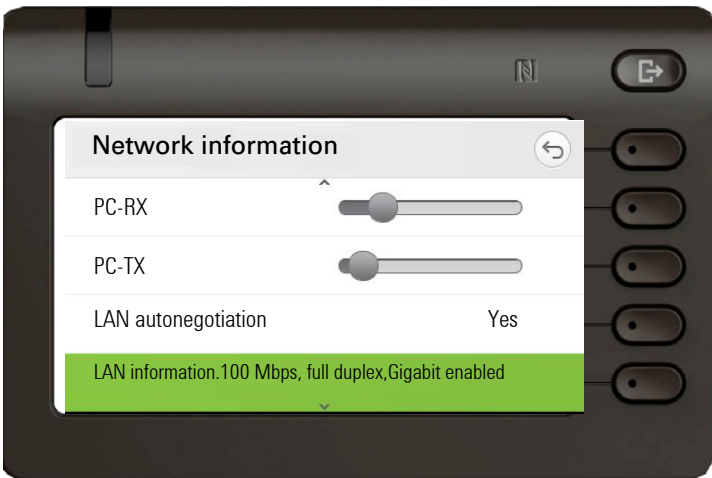 Network information
PC-RX
PC-TX
LAN autonegotiation Yes
LAN information.100 Mbps, full duplex,Gigabit enabled